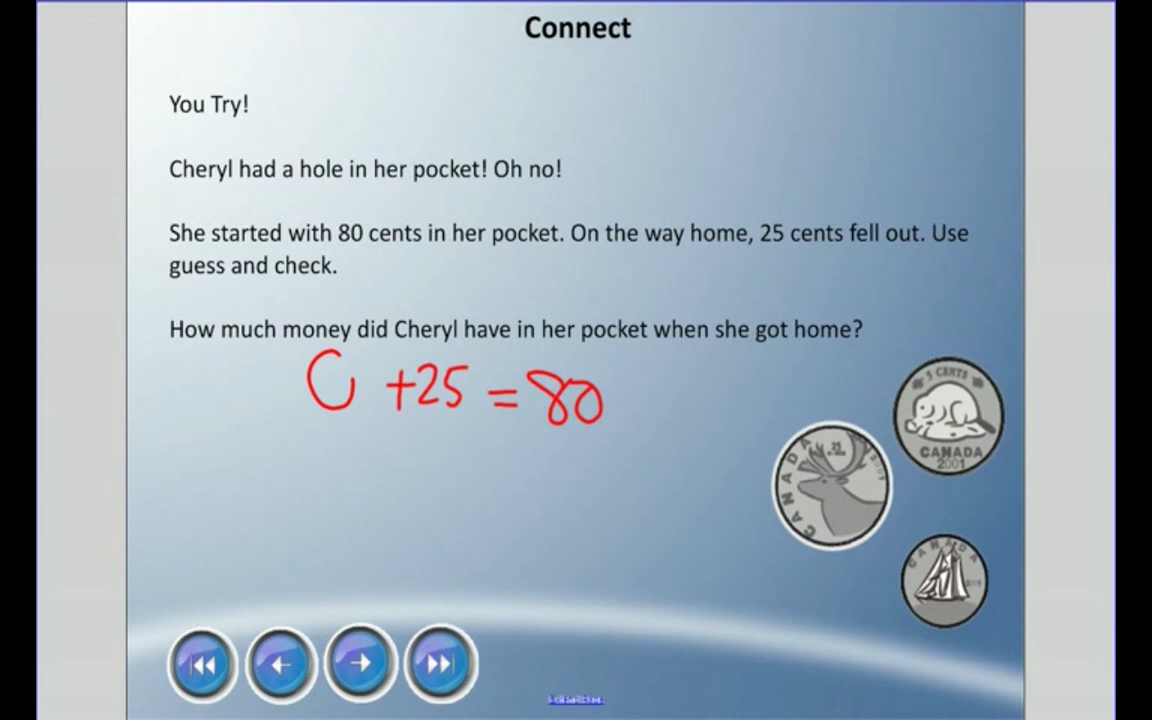 Connect
You Try!
Cheryl had a hole in her pocket! Oh no!
She started with 80 cents in her pocket. On the way home, 25 cents fell out. Use
guess and check.
How much money did Cheryl have in her pocket when she got home?
C +25 = 80
5 CENTS
CANADA
2001
CANADA
25
CANADA